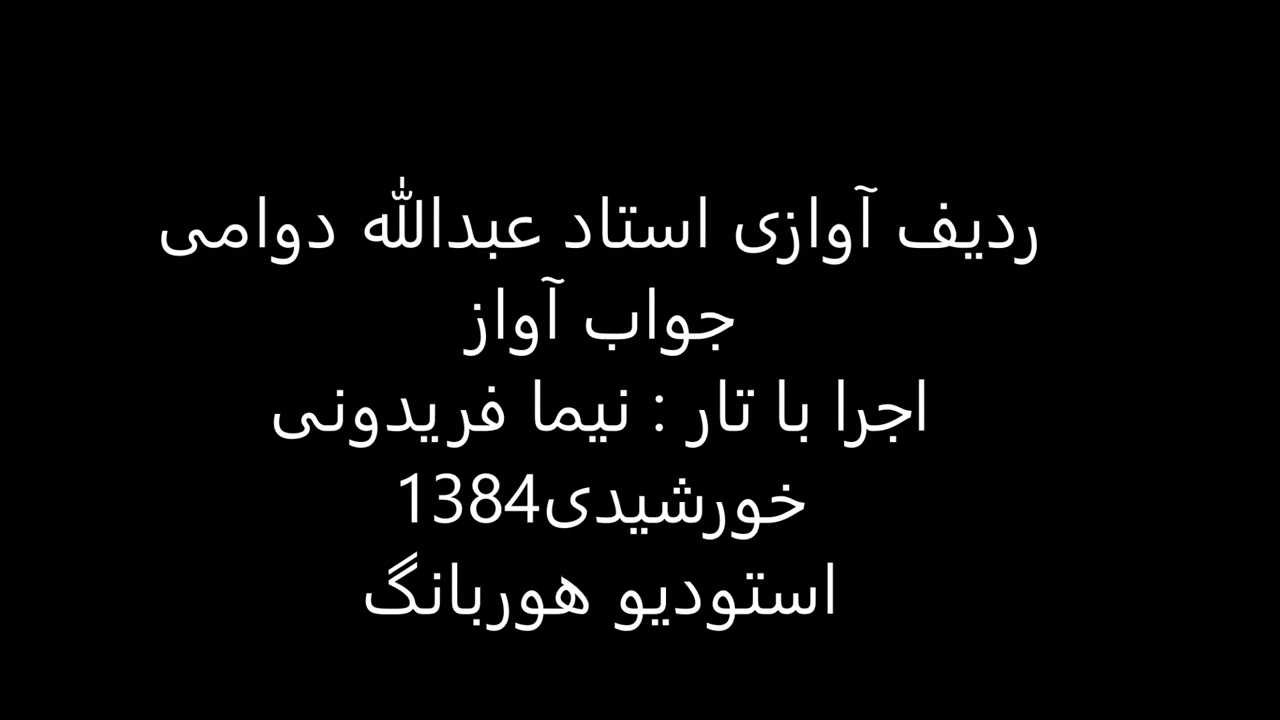 ردیف آوازی استاد عبدالله دوامی
جواب آواز
اجرا با تار : نیما فریدونی
خورشیدی1384
استودیو هوربانگ